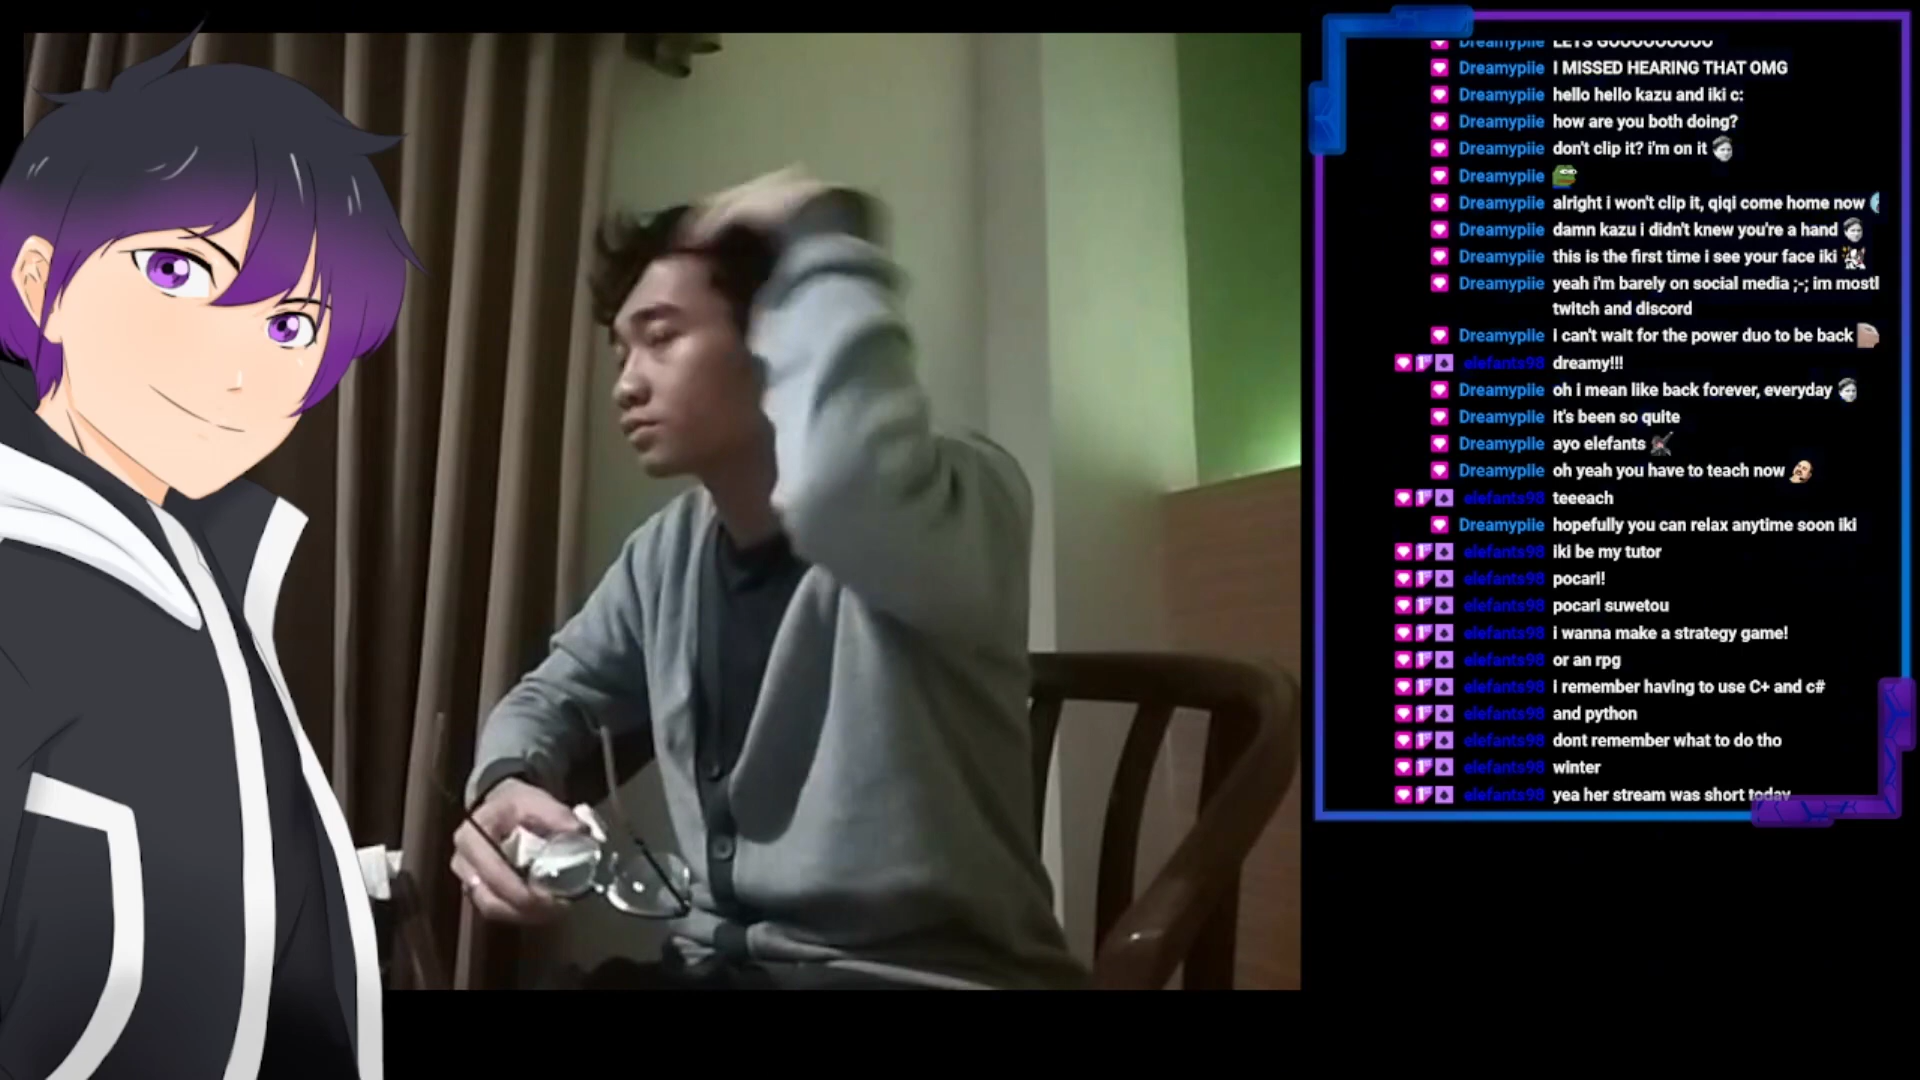 Dreamypiie LETS GOOOOOOOOO
Dreamypiie I MISSED HEARING THAT OMG
Dreamypiie hello hello kazu and iki c:
Dreamypiie how are you both doing?
Dreamypiie don't clip it? i'm on it
Dreamypiie
Dreamypiie alright i won't clip it, qiqi come home now
Dreamypiie damn kazu i didn't knew you're a hand
Dreamypiie this is the first time i see your face iki
Dreamypiie yeah i'm barely on social media ;-; im mostl
twitch and discord
Dreamypiie i can't wait for the power duo to be back
elefants98 dreamy!!!
Dreamypiie oh i mean like back forever, everyday
Dreamypiie it's been so quite
Dreamypiie ayo elefants
Dreamypiie oh yeah you have to teach now
elefants98 teeeach
Dreamypiie hopefully you can relax anytime soon iki
elefants98 iki be my tutor
elefants98 pocari!
elefants98 pocari suwetou
elefants98 i wanna make a strategy game!
elefants98 or an rpg
elefants98 i remember having to use C+ and c#
elefants98 and python
elefants98 dont remember what to do tho
elefants98 winter
elefants98 yea her stream was short today